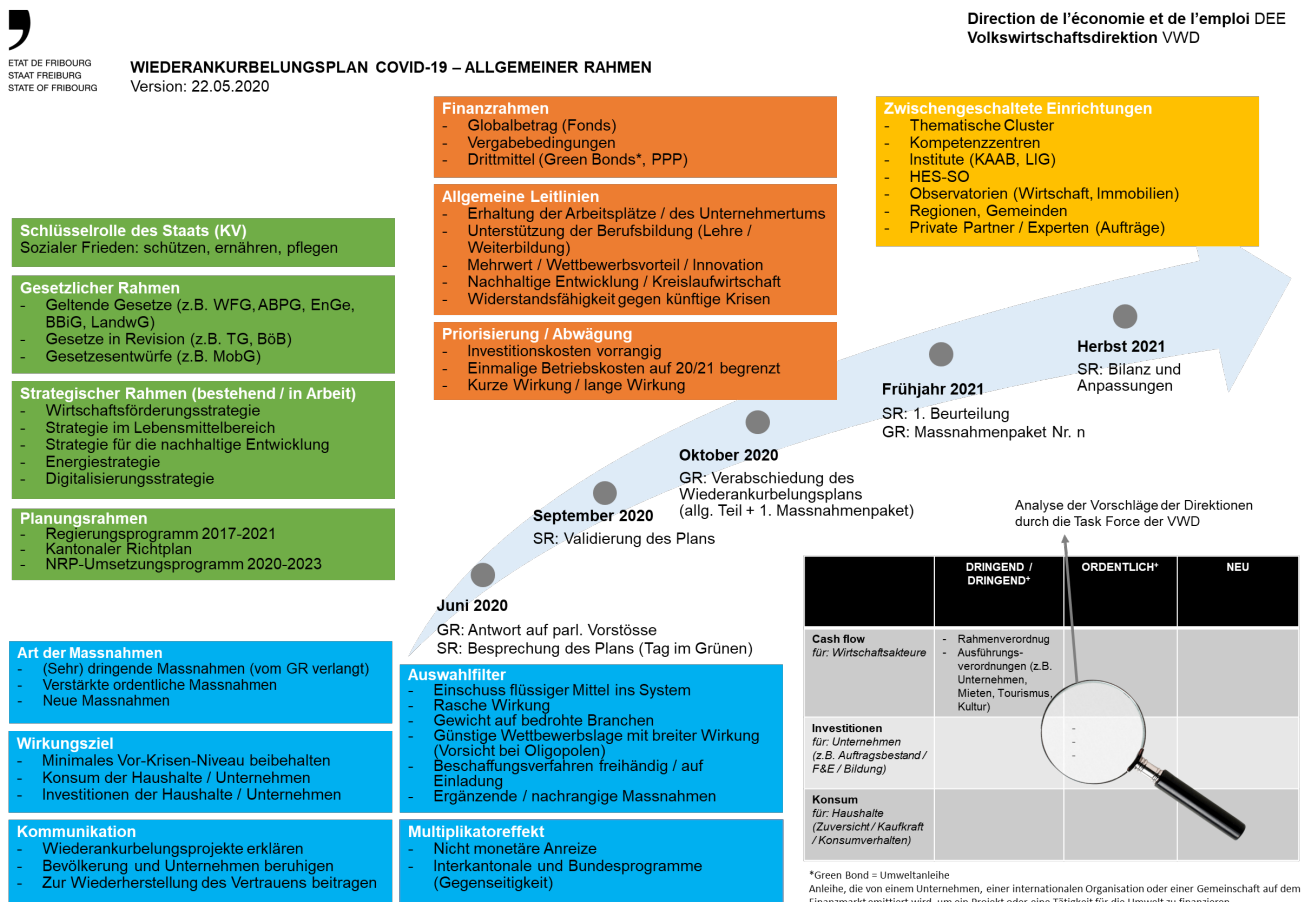 Direction de l'économie et de l'emploi DEE
Volkswirtschaftsdirektion VWD
ETAT DE FRIBOURG
STAAT FREIBURG
STATE OF FRIBOURG
WIEDERANKURBELUNGSPLAN COVID-19 – ALLGEMEINER RAHMEN
Version: 22.05.2020
Schlüsselrolle des Staats (KV)
Sozialer Frieden: schützen, ernähren, pflegen
Gesetzlicher Rahmen
- Geltende Gesetze (z.B. WFG, ABPG, EnGe,
BBiG, LandwG)
- Gesetze in Revision (z.B. TG, BöB)
- Gesetzesentwürfe (z.B. MobG)
Strategischer Rahmen (bestehend / in Arbeit)
- Wirtschaftsförderungsstrategie
- Strategie im Lebensmittelbereich
- Strategie für die nachhaltige Entwicklung
- Energiestrategie
- Digitalisierungsstrategie
Planungsrahmen
- Regierungsprogramm 2017-2021
- Kantonaler Richtplan
- NRP-Umsetzungsprogramm 2020-2023
Finanzrahmen
- Globalbetrag (Fonds)
- Vergabebedingungen
- Drittmittel (Green Bonds*, PPP)
Allgemeine Leitlinien
- Erhaltung der Arbeitsplätze / des Unternehmertums
- Unterstützung der Berufsbildung (Lehre /
Weiterbildung)
- Mehrwert / Wettbewerbsvorteil / Innovation
- Nachhaltige Entwicklung / Kreislaufwirtschaft
- Widerstandsfähigkeit gegen künftige Krisen
Priorisierung / Abwägung
- Investitionskosten vorrangig
- Einmalige Betriebskosten auf 20/21 begrenzt
- Kurze Wirkung / lange Wirkung
Zwischengeschaltete Einrichtungen
- Thematische Cluster
- Kompetenzzentren
- Institute (KAAB, LIG)
- HES-SO
- Observatorien (Wirtschaft, Immobilien)
- Regionen, Gemeinden
- Private Partner / Experten (Aufträge)
Juni 2020
GR: Antwort auf parl. Vorstösse
SR: Besprechung des Plans (Tag im Grünen)
September 2020
SR: Validierung des Plans
Oktober 2020
GR: Verabschiedung des
Wiederankurbelungsplans
(allg. Teil + 1. Massnahmenpaket)
Frühjahr 2021
SR: 1. Beurteilung
GR: Massnahmenpaket Nr. n
Herbst 2021
SR: Bilanz und
Anpassungen
Art der Massnahmen
- (Sehr) dringende Massnahmen (vom GR verlangt)
- Verstärkte ordentliche Massnahmen
- Neue Massnahmen
Wirkungsziel
- Minimales Vor-Krisen-Niveau beibehalten
- Konsum der Haushalte / Unternehmen
- Investitionen der Haushalte / Unternehmen
Kommunikation
- Wiederankurbelungsprojekte erklären
- Bevölkerung und Unternehmen beruhigen
- Zur Wiederherstellung des Vertrauens beitragen
Auswahlfilter
- Einschuss flüssiger Mittel ins System
- Rasche Wirkung
- Gewicht auf bedrohte Branchen
- Günstige Wettbewerbslage mit breiter Wirkung
(Vorsicht bei Oligopolen)
- Beschaffungsverfahren freihändig / auf
Einladung
- Ergänzende / nachrangige Massnahmen
Multiplikatoreffekt
- Nicht monetäre Anreize
- Interkantonale und Bundesprogramme
(Gegenseitigkeit)
Analyse der Vorschläge der Direktionen
durch die Task Force der VWD
DRINGEND /
DRINGEND+
ORDENTLICH+
NEU
Cash flow
für: Wirtschaftsakteure
- Rahmenverordnug
- Ausführungs-
verordnungen (z.B.
Unternehmen,
Mieten, Tourismus,
Kultur)
Investitionen
für: Unternehmen
(z.B. Auftragsbestand /
F&E / Bildung)
-
-
-
Konsum
für: Haushalte
(Zuversicht / Kaufkraft
/ Konsumverhalten)
*Green Bond = Umweltanleihe
Anleihe, die von einem Unternehmen, einer internationalen Organisation oder einer Gemeinschaft auf dem
Finanzmarkt emittiert wird, um ein Projekt oder eine Tätigkeit für die Umwelt zu finanzieren